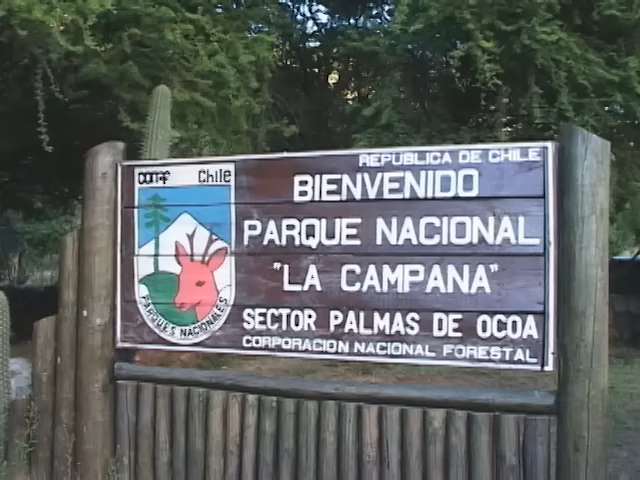 conaf Chile
PARQUES NACIONALES
REPUBLICA DE CHILE
BIENVENIDO
PARQUE NACIONAL
"LA CAMPANA"
SECTOR PALMAS DE OCOA
CORPORACION NACIONAL FORESTAL